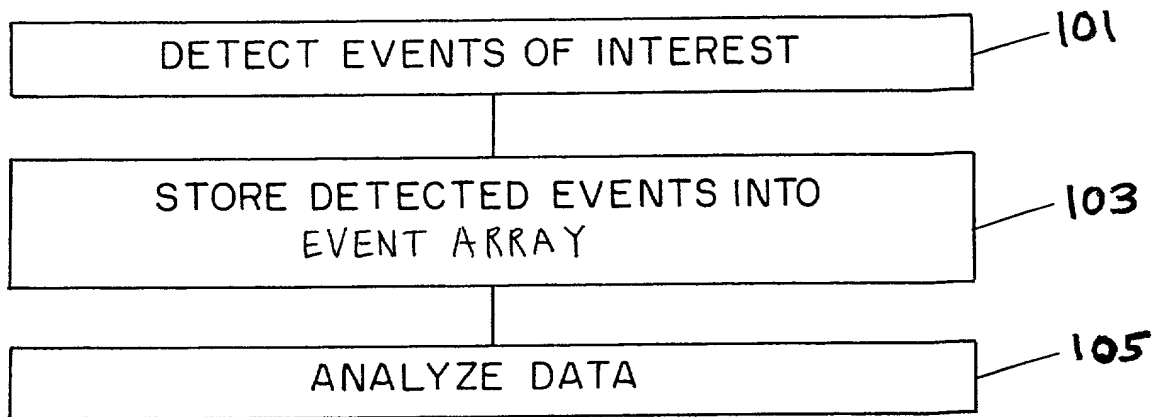 DETECT EVENTS OF INTEREST
101
STORE DETECTED EVENTS INTO
EVENT ARRAY
103
ANALYZE DATA
105